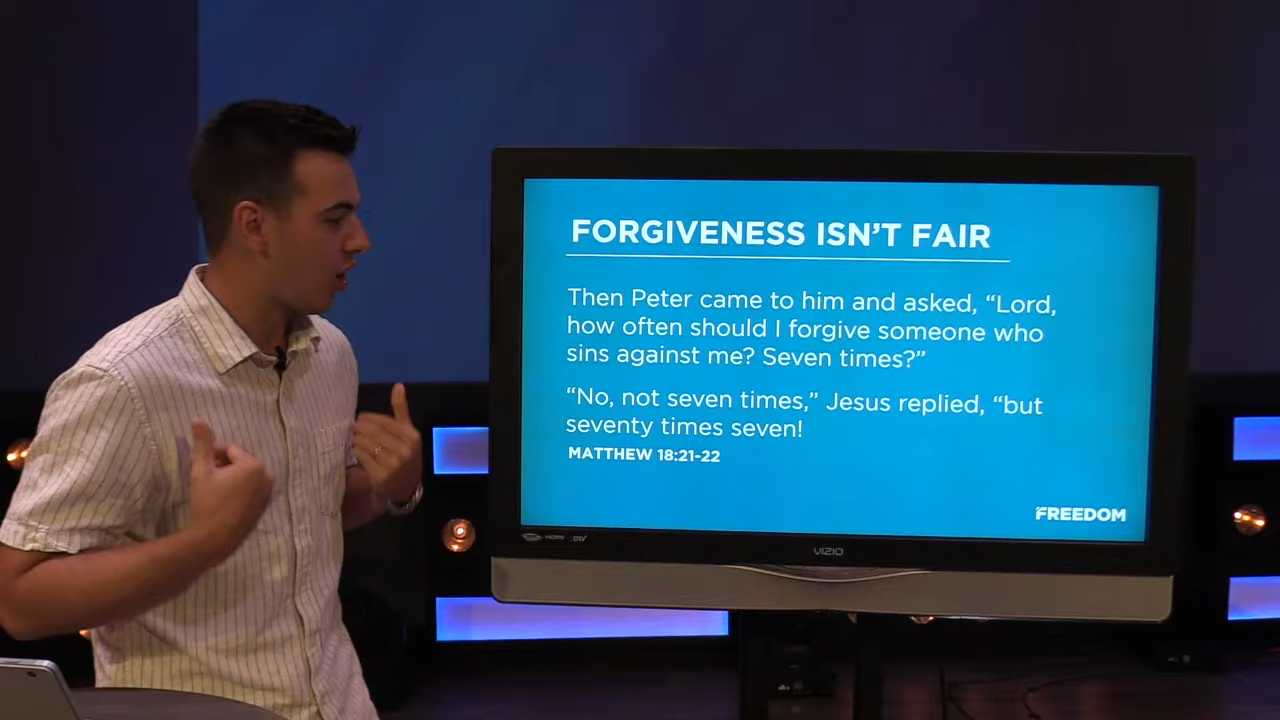 FORGIVENESS ISN'T FAIR
Then Peter came to him and asked, “Lord,
how often should I forgive someone who
sins against me? Seven times?”
“No, not seven times,” Jesus replied, “but
seventy times seven!
MATTHEW 18:21-22
FREEDOM
HDMI DTV
VIZIO